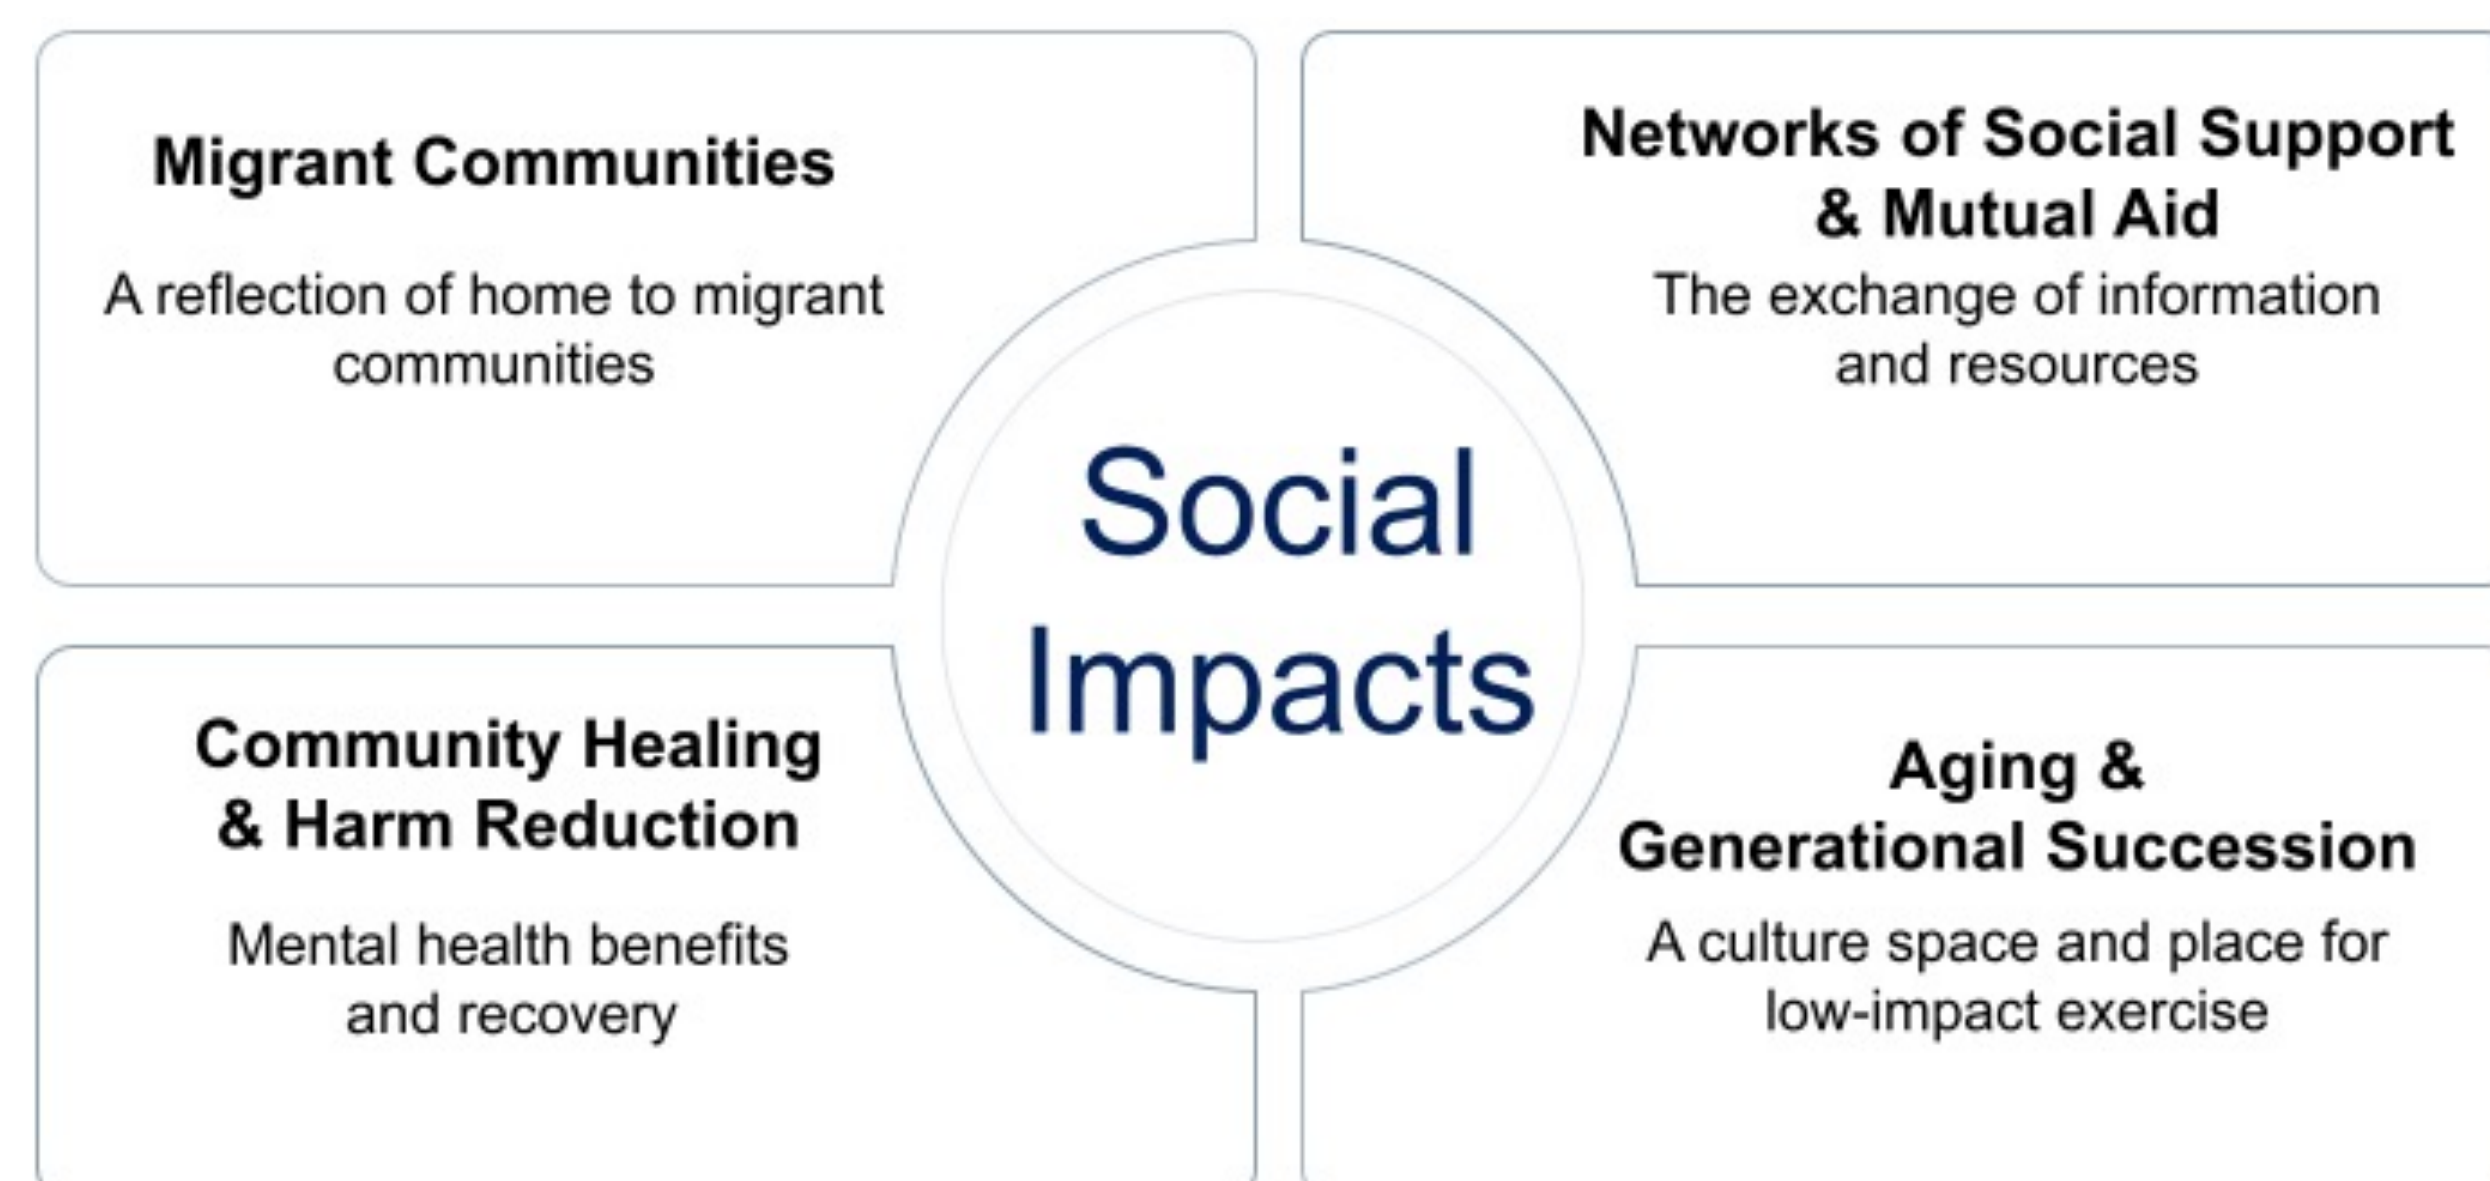 Migrant Communities
A reflection of home to migrant
communities
Networks of Social Support
& Mutual Aid
The exchange of information
and resources
Social
Impacts
Community Healing
& Harm Reduction
Mental health benefits
and recovery
Aging &
Generational Succession
A culture space and place for
low-impact exercise